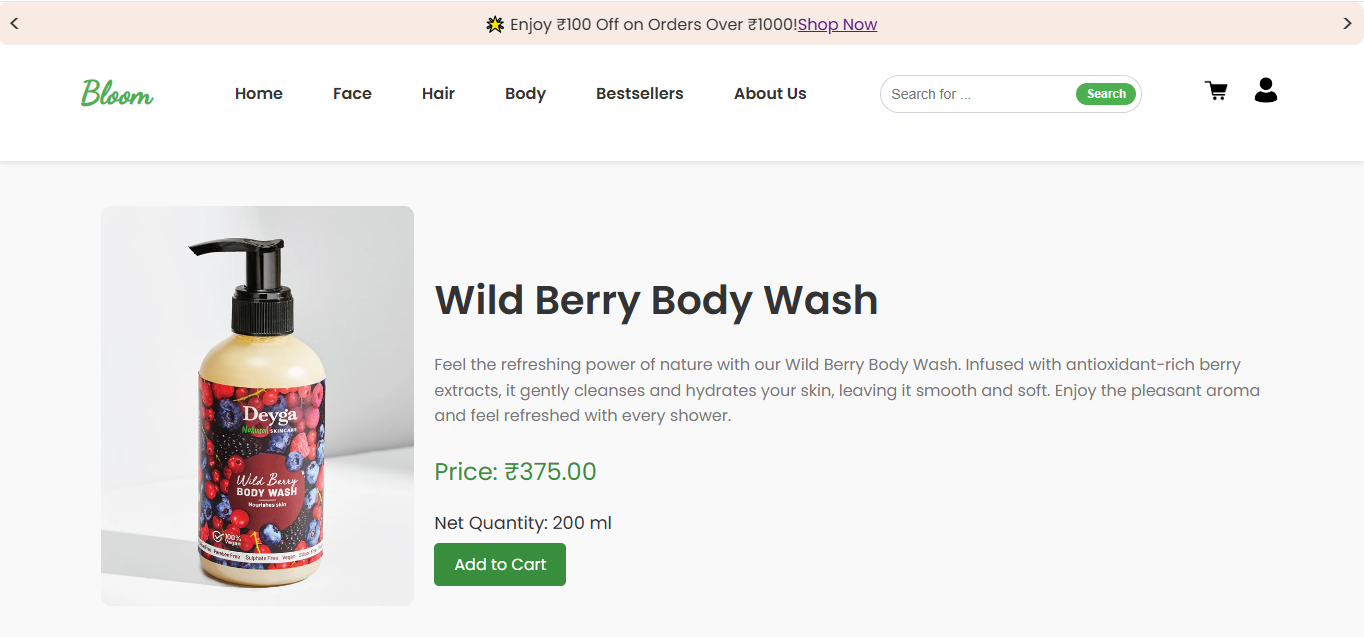 🌟 Enjoy ₹100 Off on Orders Over ₹1000!Shop Now
Bloom
Home
Face
Hair
Body
Bestsellers
About Us
Search for ...
Search
Deyga
Natural SKINCARE
Wild Berry
BODY WASH
Nourishes skin
100%
Vegan
Paraben Free Sulphate Free Vegan
Wild Berry Body Wash
Feel the refreshing power of nature with our Wild Berry Body Wash. Infused with antioxidant-rich berry
extracts, it gently cleanses and hydrates your skin, leaving it smooth and soft. Enjoy the pleasant aroma
and feel refreshed with every shower.
Price: ₹375.00
Net Quantity: 200 ml
Add to Cart